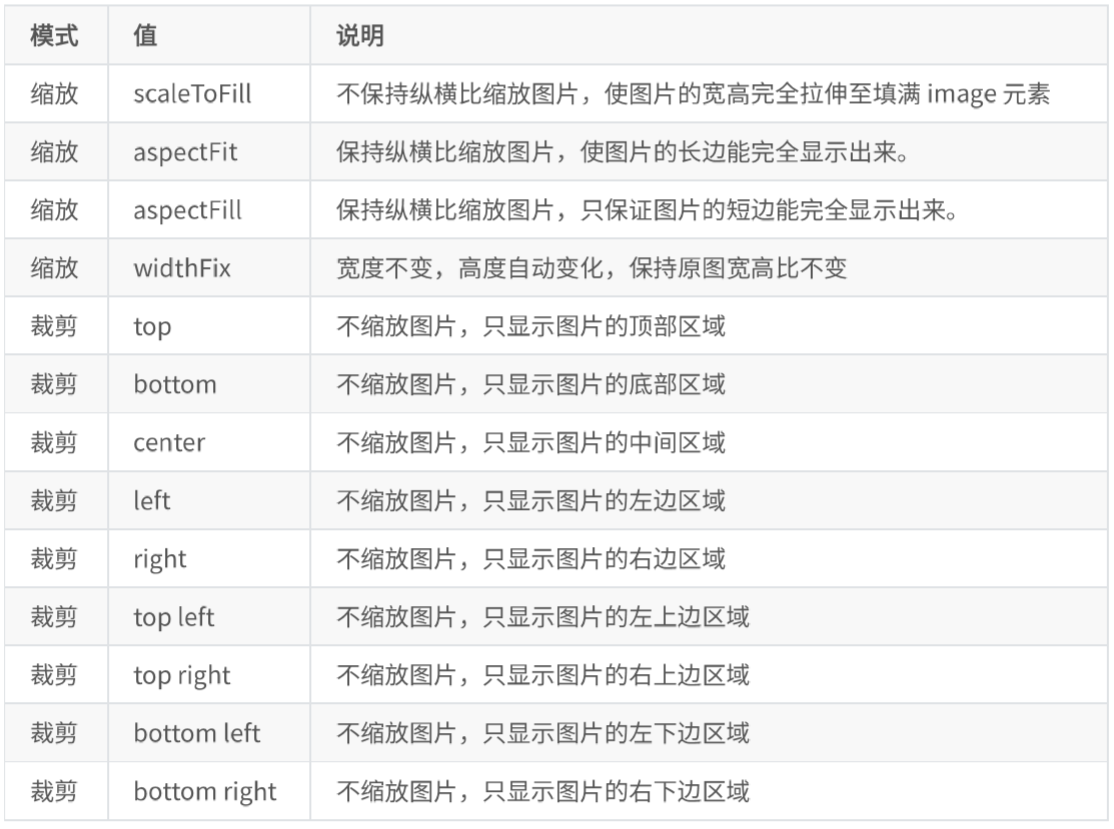 模式 值 说明
缩放 scaleToFill 不保持纵横比缩放图片，使图片的宽高完全拉伸至填满 image 元素
缩放 aspectFit 保持纵横比缩放图片，使图片的长边能完全显示出来。
缩放 aspectFill 保持纵横比缩放图片，只保证图片的短边能完全显示出来。
缩放 widthFix 宽度不变，高度自动变化，保持原图宽高比不变
裁剪 top 不缩放图片，只显示图片的顶部区域
裁剪 bottom 不缩放图片，只显示图片的底部区域
裁剪 center 不缩放图片，只显示图片的中间区域
裁剪 left 不缩放图片，只显示图片的左边区域
裁剪 right 不缩放图片，只显示图片的右边区域
裁剪 top left 不缩放图片，只显示图片的左上边区域
裁剪 top right 不缩放图片，只显示图片的右上边区域
裁剪 bottom left 不缩放图片，只显示图片的左下边区域
裁剪 bottom right 不缩放图片，只显示图片的右下边区域